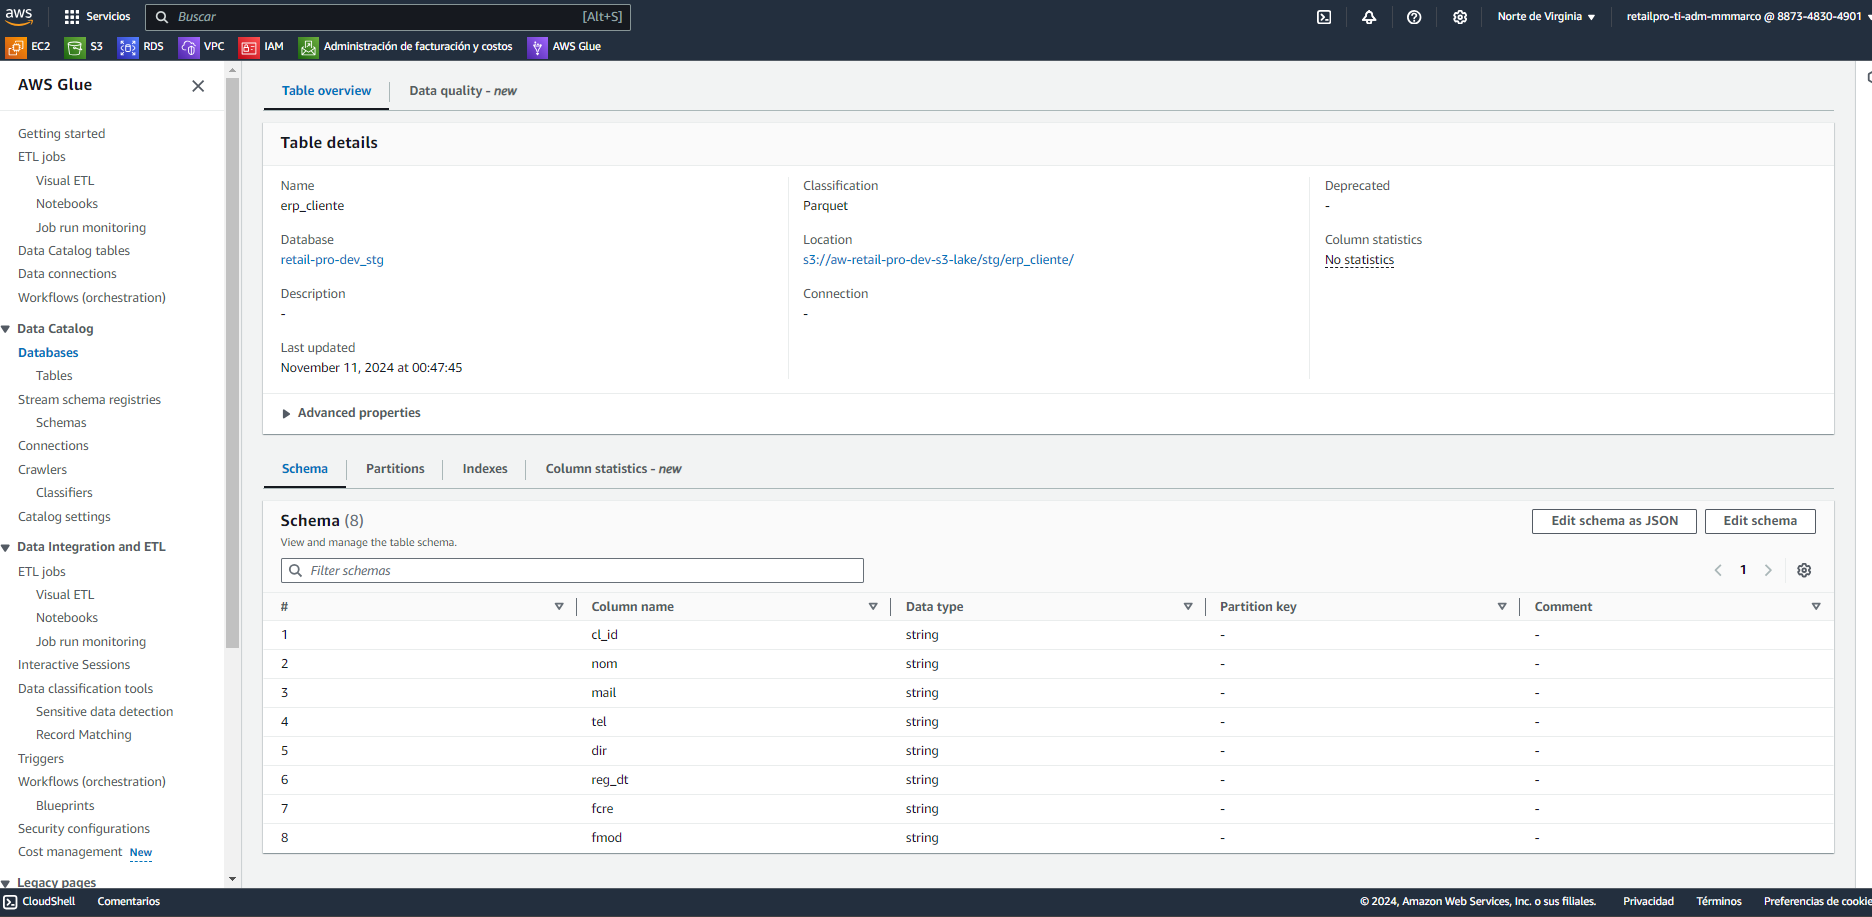 aws
Servicios
Buscar
[Alt+S]
Norte de Virginia
retailpro-ti-adm-mmmarco @ 8873-4830-4901
EC2
S3
RDS
VPC
IAM
Administración de facturación y costos
AWS Glue
AWS Glue
Getting started
ETL jobs
Visual ETL
Notebooks
Job run monitoring
Data Catalog tables
Data connections
Workflows (orchestration)
Data Catalog
Databases
Tables
Stream schema registries
Schemas
Connections
Crawlers
Classifiers
Catalog settings
Data Integration and ETL
ETL jobs
Visual ETL
Notebooks
Job run monitoring
Interactive Sessions
Data classification tools
Sensitive data detection
Record Matching
Triggers
Workflows (orchestration)
Blueprints
Security configurations
Cost management New
Legacy pages
Table overview
Data quality - new
Table details
Name
erp_cliente
Database
retail-pro-dev_stg
Description
-
Last updated
November 11, 2024 at 00:47:45
Classification
Parquet
Location
s3://aw-retail-pro-dev-s3-lake/stg/erp_cliente/
Connection
-
Deprecated
-
Column statistics
No statistics
Advanced properties
Schema
Partitions
Indexes
Column statistics - new
Schema (8)
View and manage the table schema.
Edit schema as JSON
Edit schema
Filter schemas
1
# Column name Data type Partition key Comment
1 cl_id string - -
2 nom string - -
3 mail string - -
4 tel string - -
5 dir string - -
6 reg_dt string - -
7 fcre string - -
8 fmod string - -
CloudShell
Comentarios
© 2024, Amazon Web Services, Inc. o sus filiales.
Privacidad
Términos
Preferencias de cookie